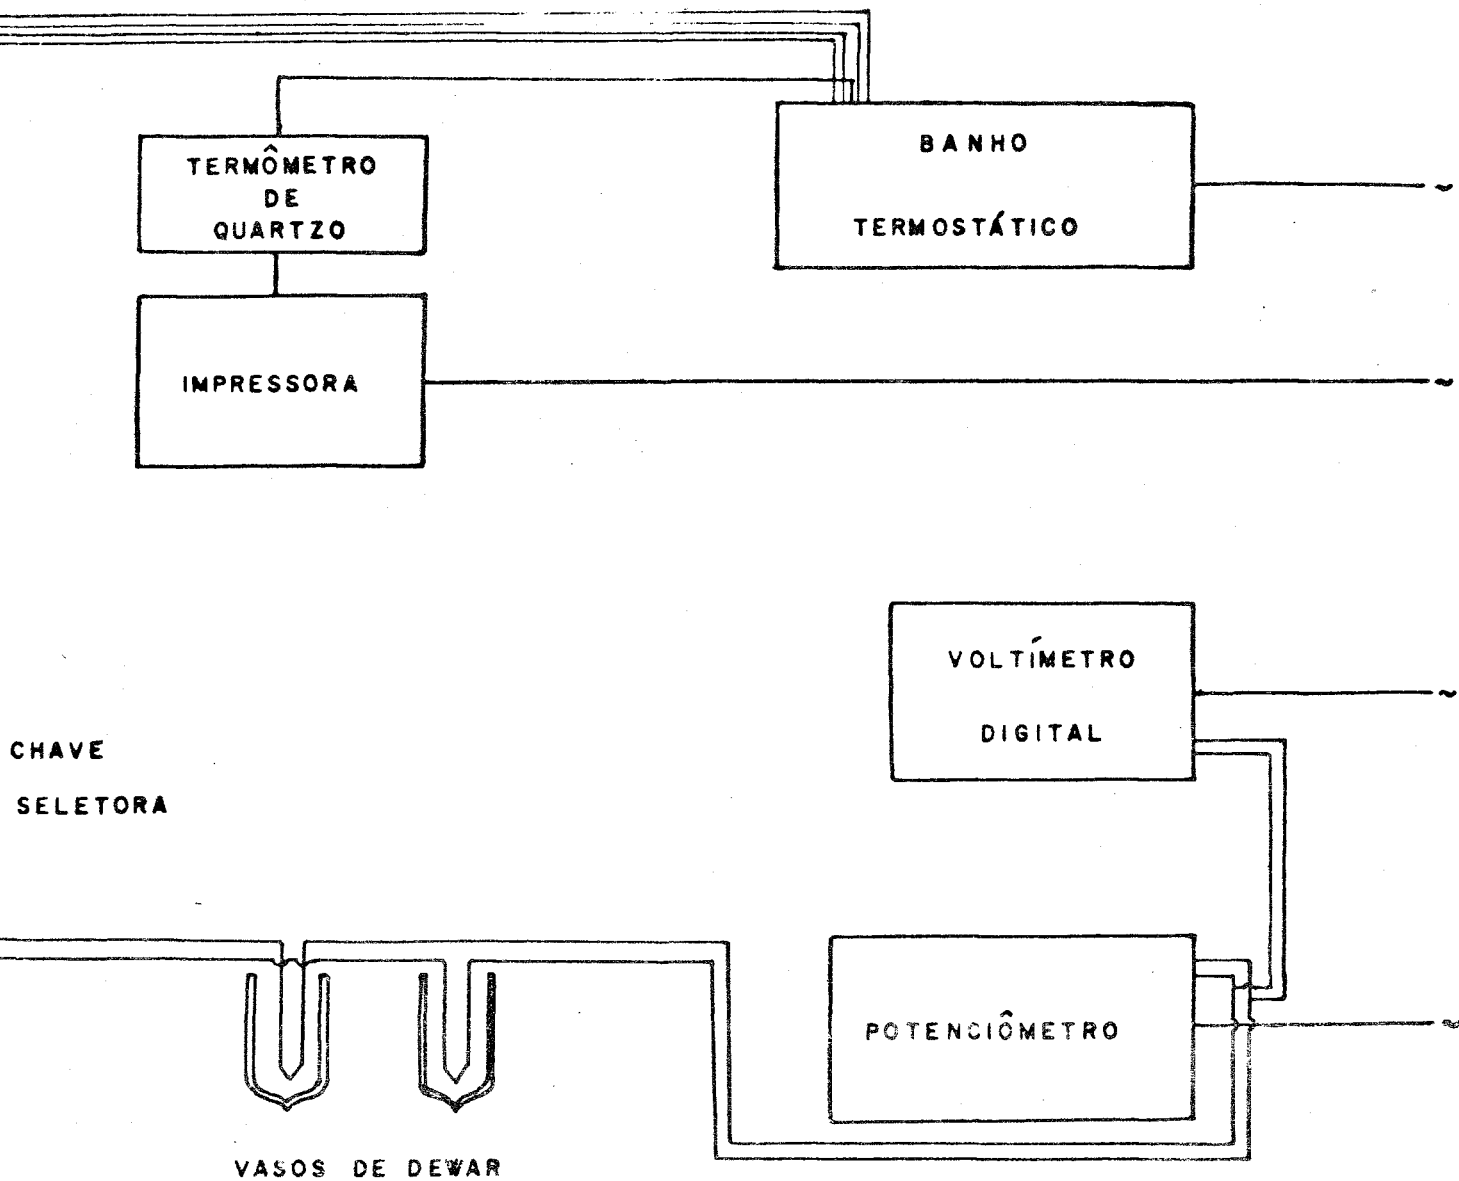 TERMÔMETRO
DE
QUARTZO
BANHO
TERMOSTÁTICO
IMPRESSORA
VOLTÍMETRO
DIGITAL
CHAVE
SELETORA
POTENCIÔMETRO
VASOS DE DEWAR